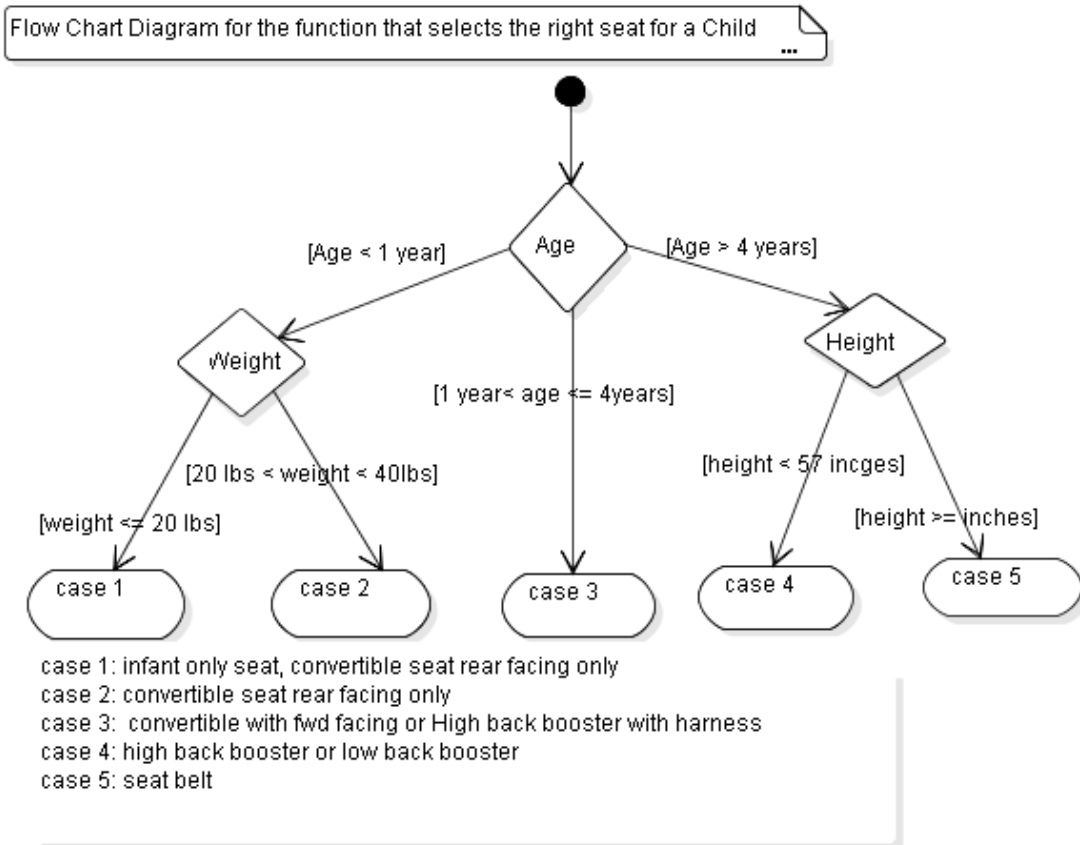 Flow Chart Diagram for the function that selects the right seat for a Child
...
[Age < 1 year]
Age
[Age > 4 years]
Weight
Height
[1 year< age <= 4years]
[20 lbs < weight < 40lbs]
[height < 57 incges]
[weight <= 20 lbs]
[height >= inches]
case 1
case 2
case 3
case 4
case 5
case 1: infant only seat, convertible seat rear facing only
case 2: convertible seat rear facing only
case 3: convertible with fwd facing or High back booster with harness
case 4: high back booster or low back booster
case 5: seat belt